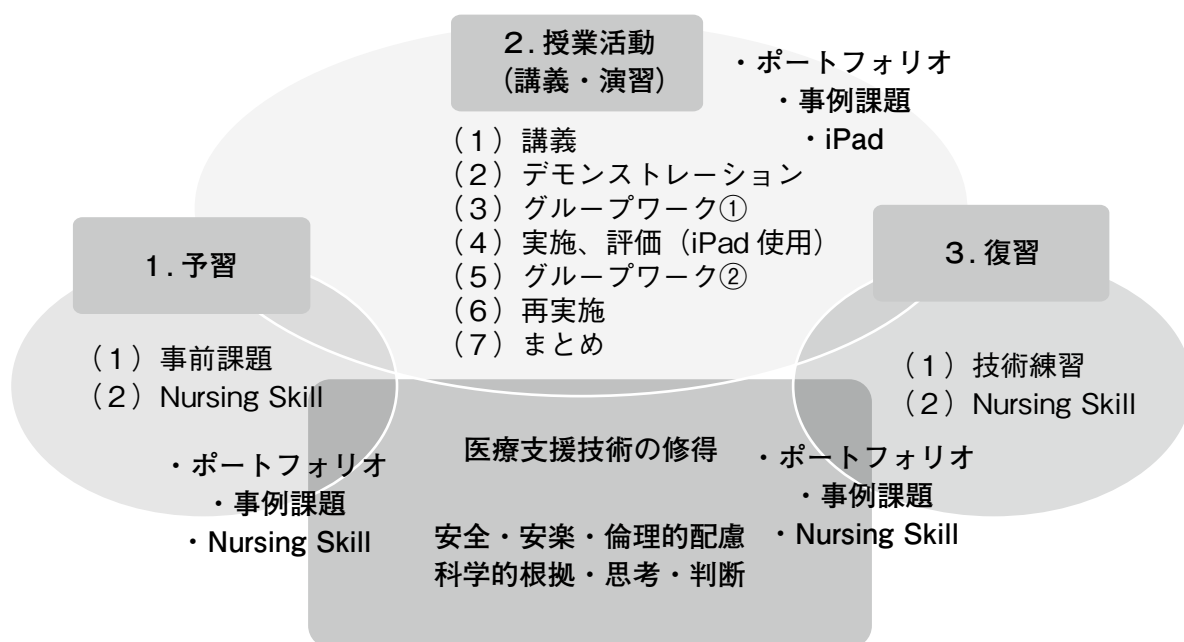 2.授業活動
(講義・演習)
・ポートフォリオ
・事例課題
・iPad
(1)講義
(2)デモンストレーション
(3)グループワーク①
(4)実施、評価(iPad 使用)
(5)グループワーク②
(6)再実施
(7)まとめ
1.予習
(1)事前課題
(2)Nursing Skill
・ポートフォリオ
・事例課題
・Nursing Skill
3.復習
(1)技術練習
(2)Nursing Skill
・ポートフォリオ
・事例課題
・Nursing Skill
医療支援技術の修得
安全・安楽・倫理的配慮
科学的根拠・思考・判断